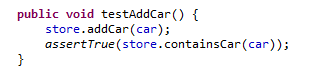 public void testAddCar() {
    store.addCar(car);
    assertTrue(store.containsCar(car));
}